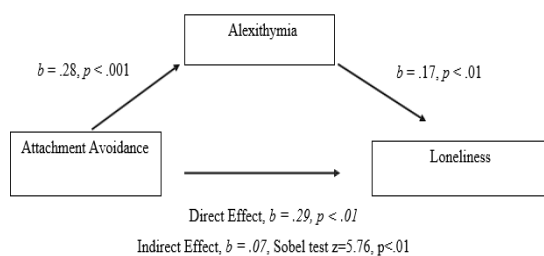 Alexithymia
b = .28, p < .001
b = .17, p < .01
Attachment Avoidance
Loneliness
Direct Effect, b = .29, p < .01
Indirect Effect, b = .07, Sobel test z=5.76, p<.01